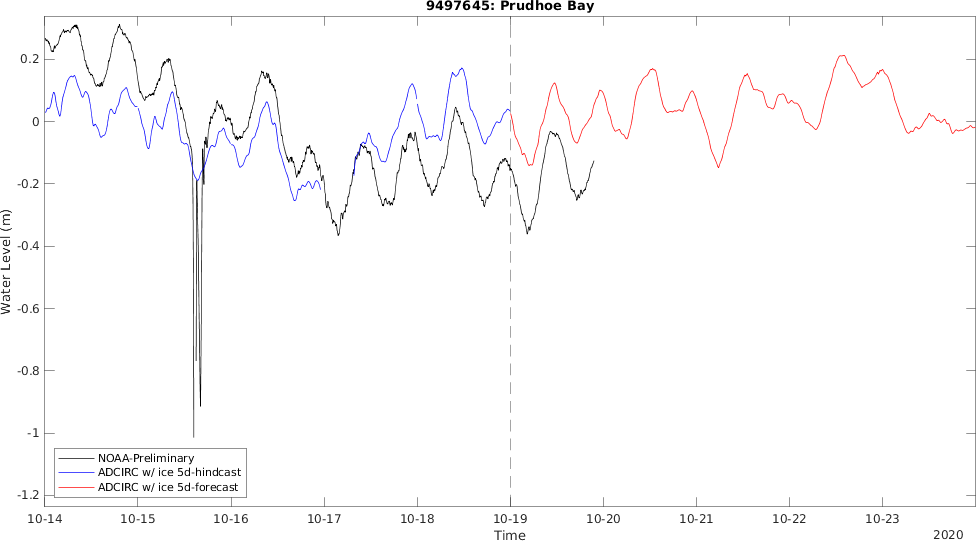 9497645: Prudhoe Bay
Water Level (m)
0.2
0
-0.2
-0.4
-0.6
-0.8
-1
-1.2
NOAA-Preliminary
ADCIRC w/ ice 5d-hindcast
ADCIRC w/ ice 5d-forecast
10-14 10-15 10-16 10-17 10-18 10-19 10-20 10-21 10-22 10-23
Time
2020